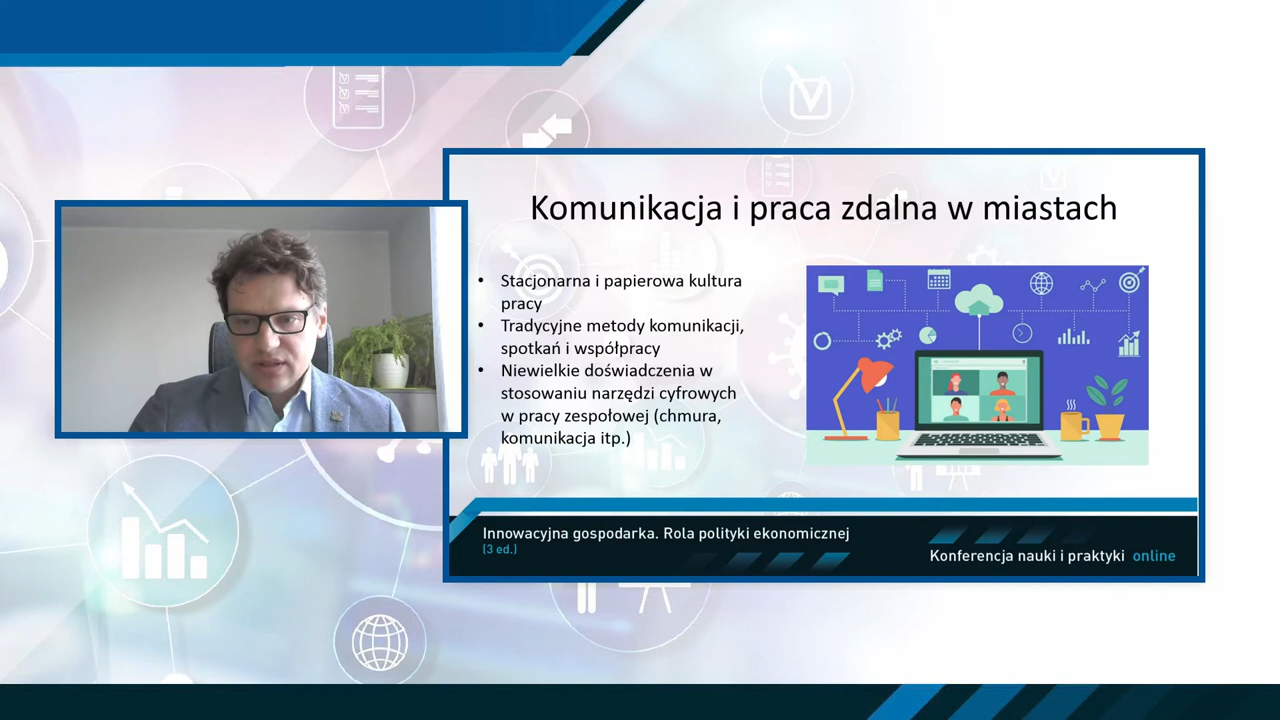 Komunikacja i praca zdalna w miastach
• Stacjonarna i papierowa kultura
pracy
• Tradycyjne metody komunikacji,
spotkań i współpracy
• Niewielkie doświadczenia w
stosowaniu narzędzi cyfrowych
w pracy zespołowej (chmura,
komunikacja itp.)
Innowacyjna gospodarka. Rola polityki ekonomicznej
(3 ed.)
Konferencja nauki i praktyki online